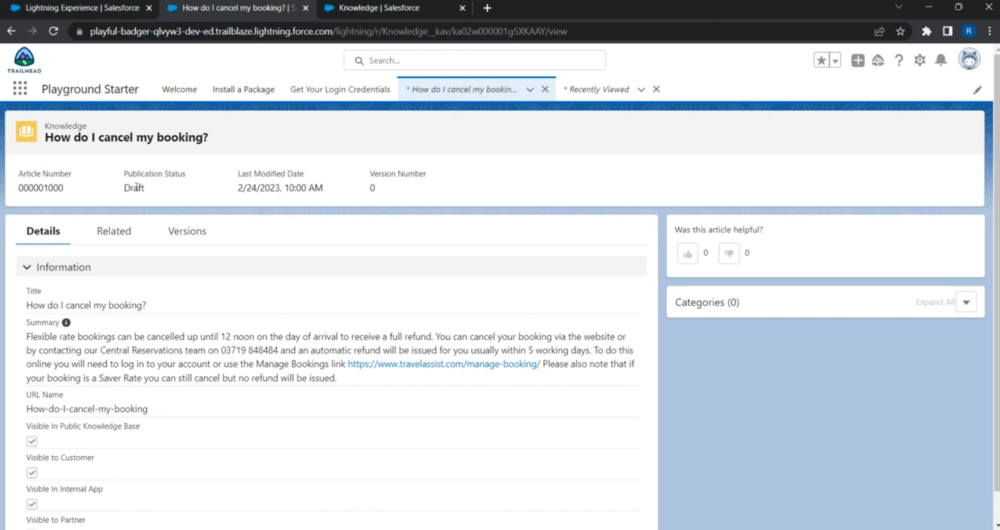 Lightning Experience | Salesforce
How do I cancel my booking? | S
Knowledge | Salesforce
playful-badger-qlvyw3-dev-ed.trailblaze.lightning.force.com/lightning/r/Knowledge__kav/ka02w000001g5XKAAY/view
R
TRAILHEAD
Search...
Playground Starter
Welcome
Install a Package
Get Your Login Credentials
* How do I cancel my bookin...
* Recently Viewed
Knowledge
How do I cancel my booking?
Article Number
000001000
Publication Status
Draft
Last Modified Date
2/24/2023, 10:00 AM
Version Number
0
Details
Related
Versions
Information
Title
How do I cancel my booking?
Summary
Flexible rate bookings can be cancelled up until 12 noon on the day of arrival to receive a full refund. You can cancel your booking via the website or
by contacting our Central Reservations team on 03719 848484 and an automatic refund will be issued for you usually within 5 working days. To do this
online you will need to log in to your account or use the Manage Bookings link https://www.travelassist.com/manage-booking/ Please also note that if
your booking is a Saver Rate you can still cancel but no refund will be issued.
URL Name
How-do-I-cancel-my-booking
Visible In Public Knowledge Base
Visible to Customer
Visible In Internal App
Visible to Partner
Was this article helpful?
0
0
Categories (0)
Expand All